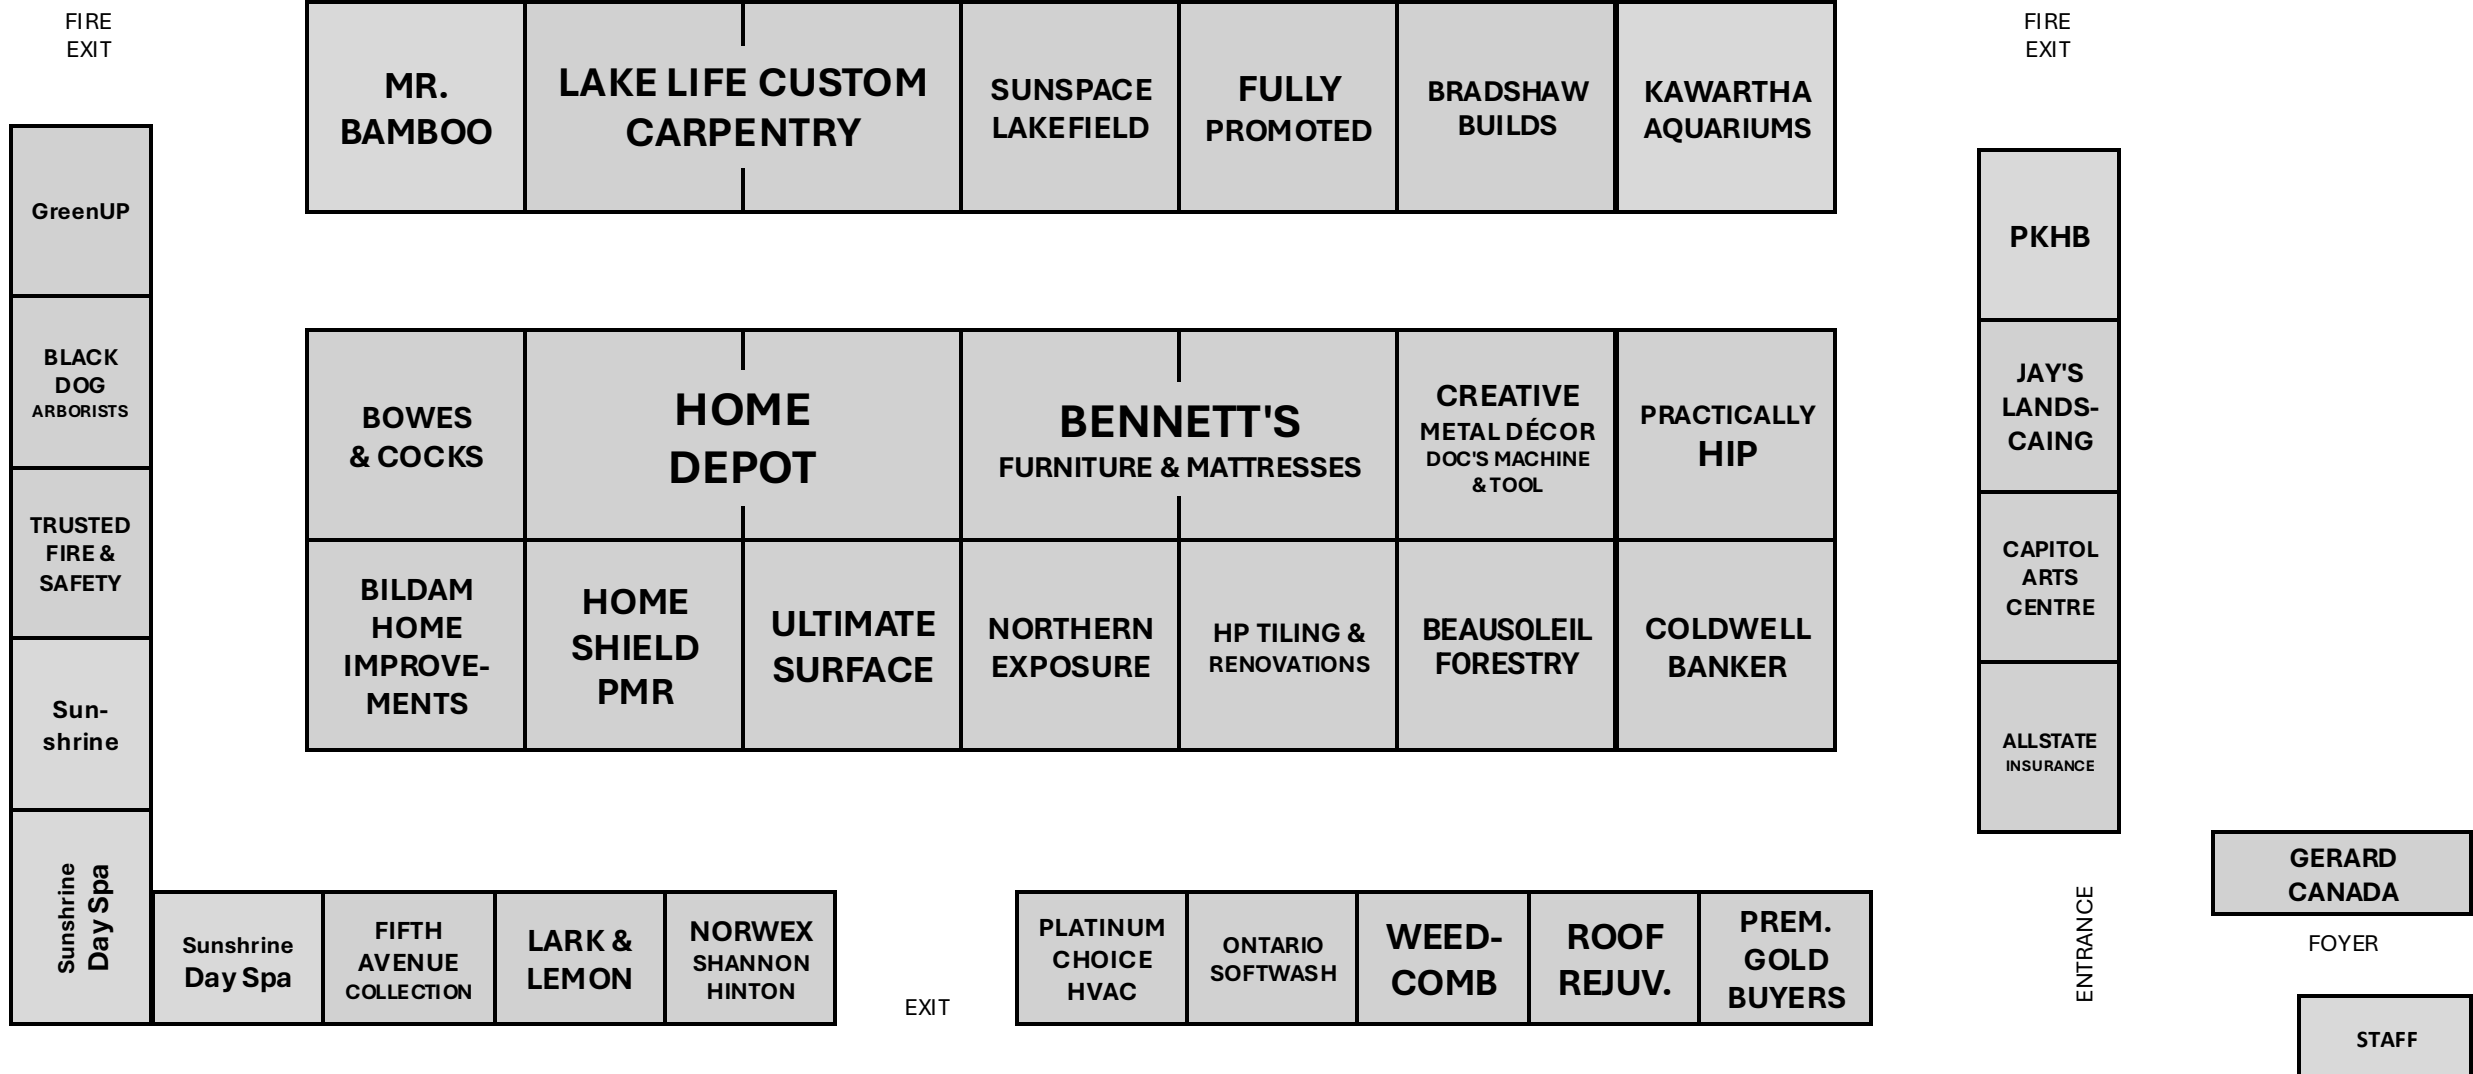 FIRE
EXIT
FIRE
EXIT
MR.
BAMBOO
LAKE LIFE CUSTOM
CARPENTRY
SUNSPACE
LAKEFIELD
FULLY
PROMOTED
BRADSHAW
BUILDS
KAWARTHA
AQUARIUMS
GreenUP
BLACK
DOG
ARBORISTS
TRUSTED
FIRE &
SAFETY
Sun-
shrine
Sunshrine
Day Spa
BOWES
& COCKS
HOME
DEPOT
BENNETT'S
FURNITURE & MATTRESSES
CREATIVE
METAL DÉCOR
DOC'S MACHINE
& TOOL
PRACTICALLY
HIP
BILDAM
HOME
IMPROVE-
MENTS
HOME
SHIELD
PMR
ULTIMATE
SURFACE
NORTHERN
EXPOSURE
HP TILING &
RENOVATIONS
BEAUSOLEIL
FORESTRY
COLDWELL
BANKER
PKHB
JAY'S
LANDS-
CAING
CAPITOL
ARTS
CENTRE
ALLSTATE
INSURANCE
Sunshrine
Day Spa
FIFTH
AVENUE
COLLECTION
LARK &
LEMON
NORWEX
SHANNON
HINTON
EXIT
PLATINUM
CHOICE
HVAC
ONTARIO
SOFTWASH
WEED-
COMB
ROOF
REJUV.
PREM.
GOLD
BUYERS
ENTRANCE
GERARD
CANADA
FOYER
STAFF